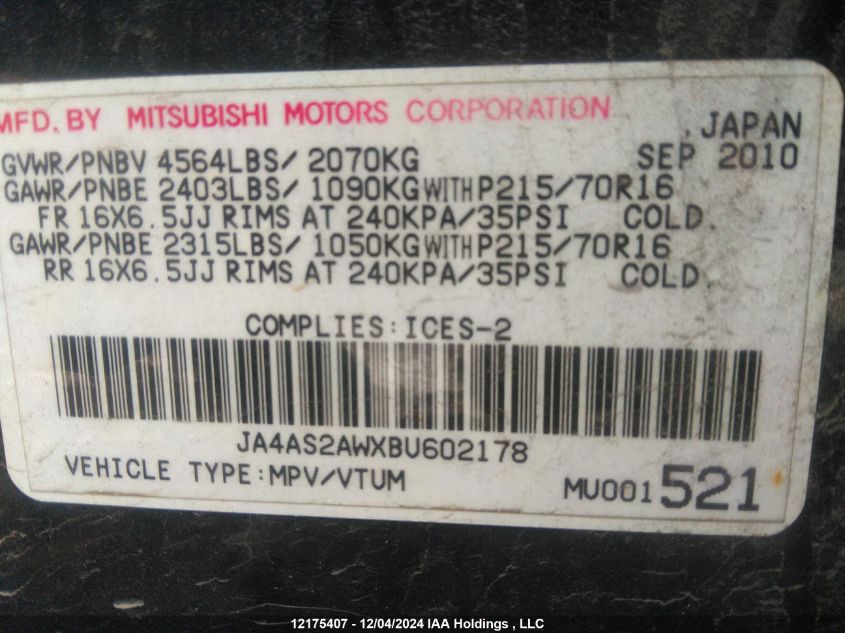 MFD. BY MITSUBISHI MOTORS CORPORATION
, JAPAN
GVWR/PNBV 4564LBS/ 2070KG SEP 2010
GAWR/PNBE 2403LBS/ 1090KG WITH P215/70R16
FR 16X6.5JJ RIMS AT 240KPA/35PSI COLD.
GAWR/PNBE 2315LBS/ 1050KG WITH P215/70R16
RR 16X6.5JJ RIMS AT 240KPA/35PSI COLD.
COMPLIES:ICES-2
JA4AS2AWXBU602178
VEHICLE TYPE:MPV/VTUM MU001 521
12175407 - 12/04/2024 IAA Holdings , LLC